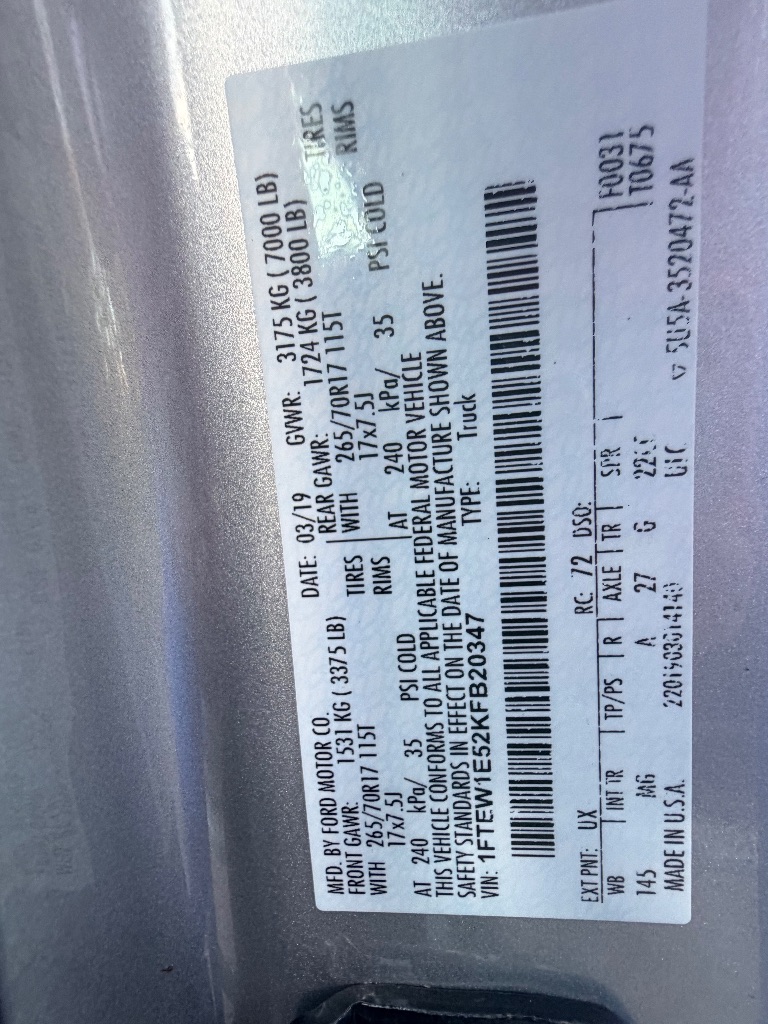 MFD. BY FORD MOTOR CO. DATE: 03/19 GVWR: 3175 KG ( 7000 LB)
FRONT GAWR: 1531 KG ( 3375 LB) REAR GAWR: 1724 KG ( 3800 LB)
WITH 265/70R17 115T TIRES WITH 265/70R17 115T TIRES
17x7.5J RIMS 17x7.5J RIMS
AT 240 kPa/ 35 PSI COLD AT 240 kPa/ 35 PSI COLD
THIS VEHICLE CONFORMS TO ALL APPLICABLE FEDERAL MOTOR VEHICLE
SAFETY STANDARDS IN EFFECT ON THE DATE OF MANUFACTURE SHOWN ABOVE.
VIN: 1FTEW1E52KFB20347 TYPE: Truck
EXT PNT: UX RC: 72 DSO:
WB INT TR TP/PS R AXLE TR SPR F0031
145 MG A 27 G T0675
MADE IN U.S.A. 5U5A-3520472-AA